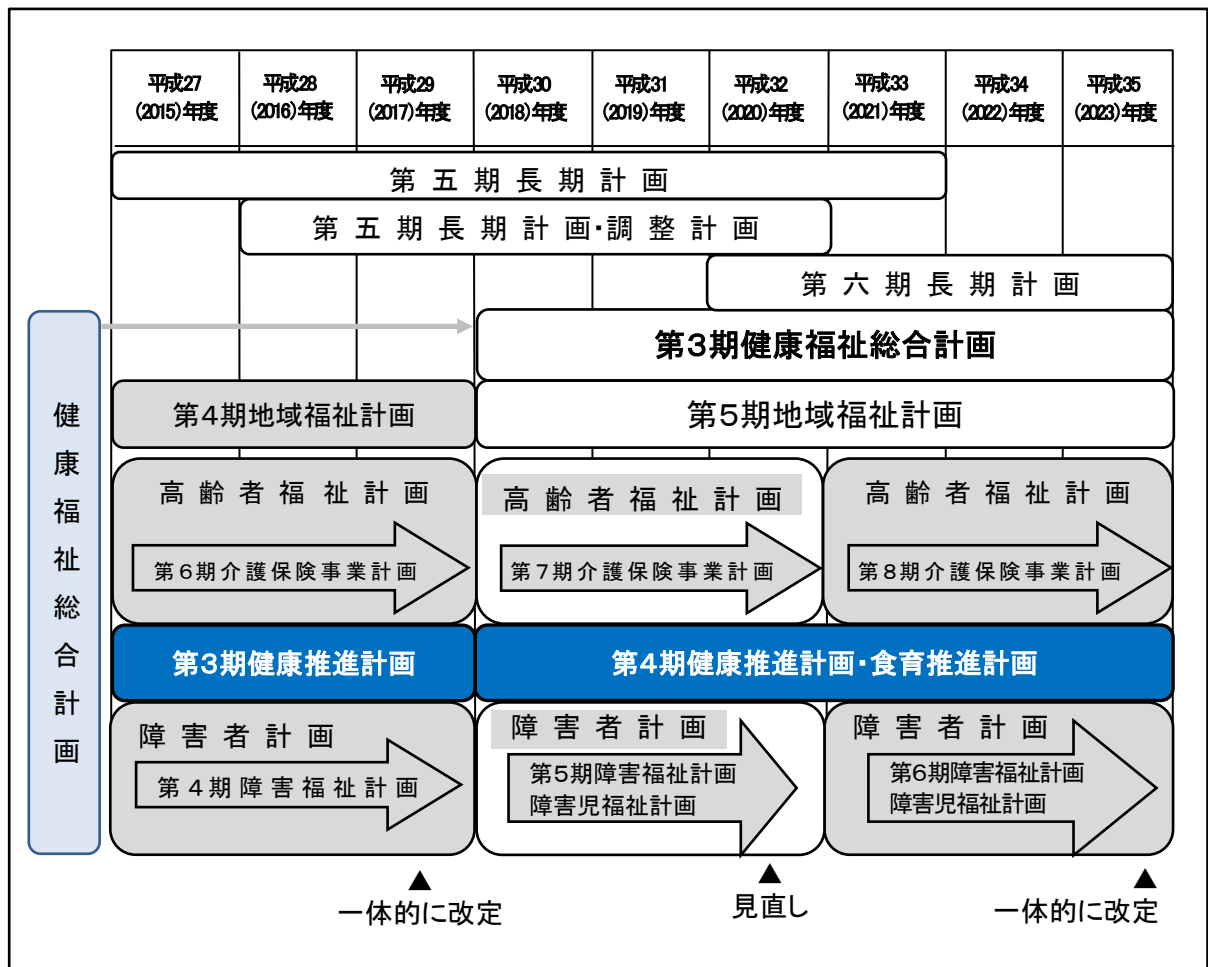 平成27
(2015)年度
平成28
(2016)年度
平成29
(2017)年度
平成30
(2018)年度
平成31
(2019)年度
平成32
(2020)年度
平成33
(2021)年度
平成34
(2022)年度
平成35
(2023)年度
第五期長期計画
第五期長期計画・調整計画
第六期長期計画
健康福祉総合計画
第3期健康福祉総合計画
第4期地域福祉計画
第5期地域福祉計画
高齢者福祉計画
第6期介護保険事業計画
高齢者福祉計画
第7期介護保険事業計画
高齢者福祉計画
第8期介護保険事業計画
第3期健康推進計画
第4期健康推進計画・食育推進計画
障害者計画
第4期障害福祉計画
障害者計画
第5期障害福祉計画
障害児福祉計画
障害者計画
第6期障害福祉計画
障害児福祉計画
▲
一体的に改定
▲
見直し
▲
一体的に改定